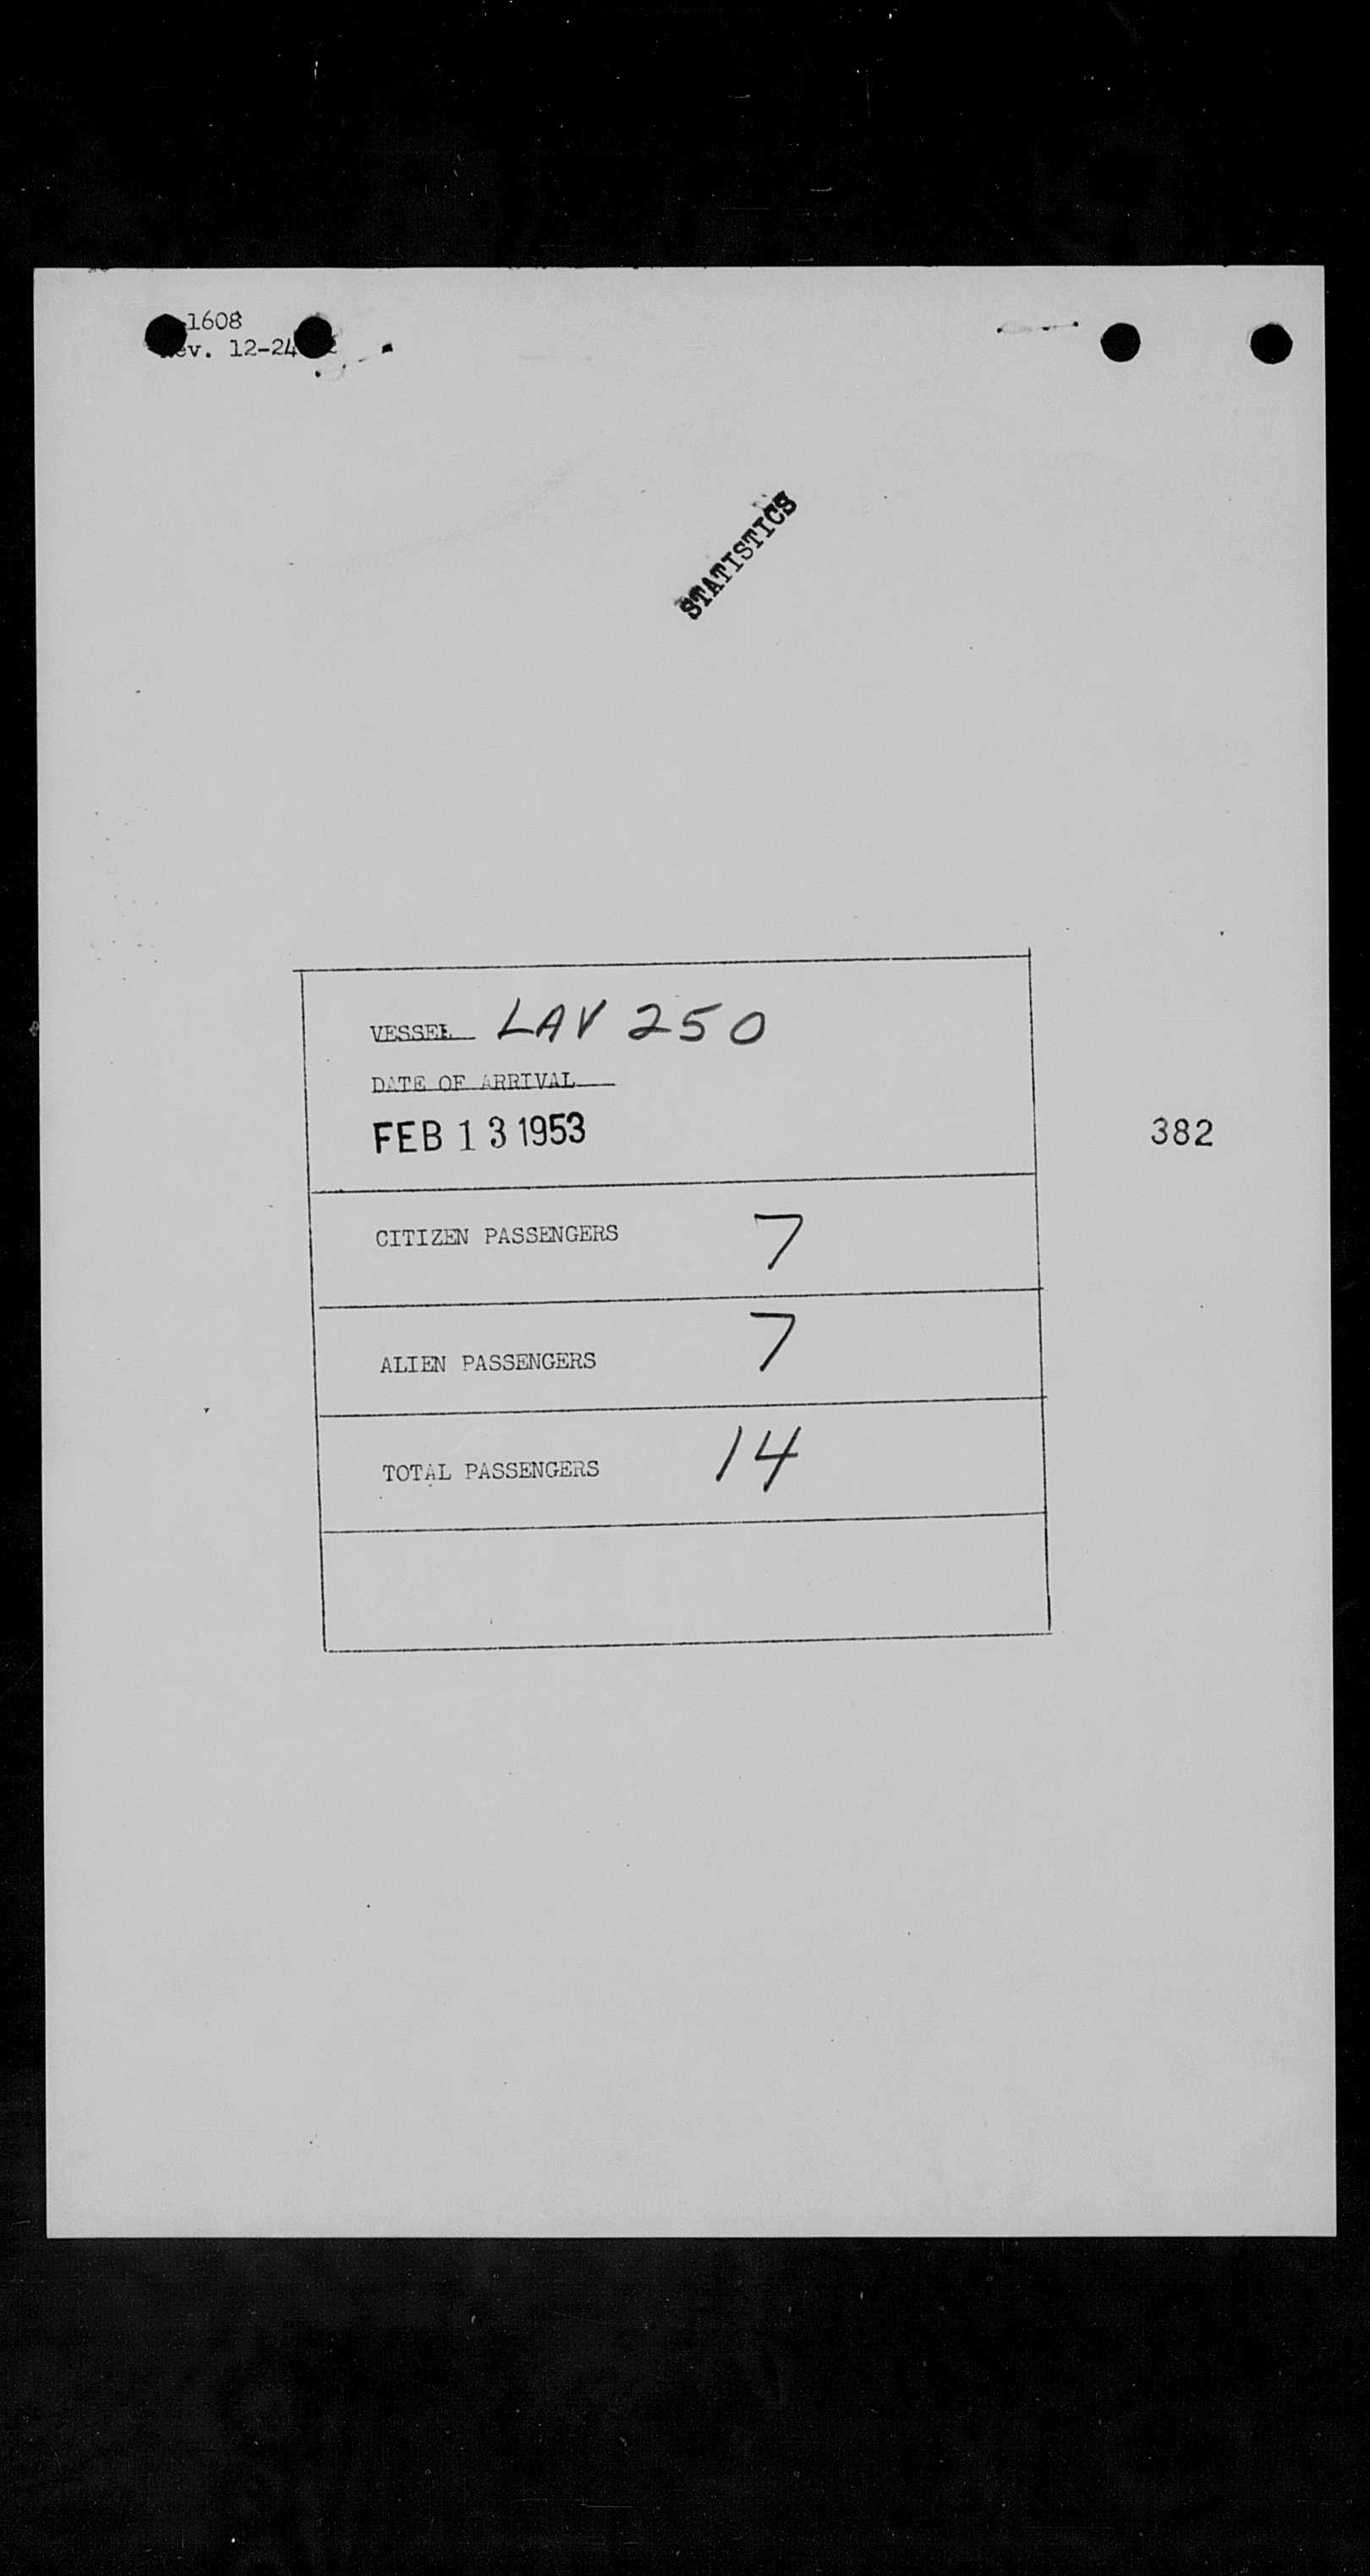 1608
ev. 12-24
STATISTICS
VESSEL LAV 250
DATE OF ARRIVAL
FEB 13 1953
382
CITIZEN PASSENGERS 7
ALIEN PASSENGERS 7
TOTAL PASSENGERS 14